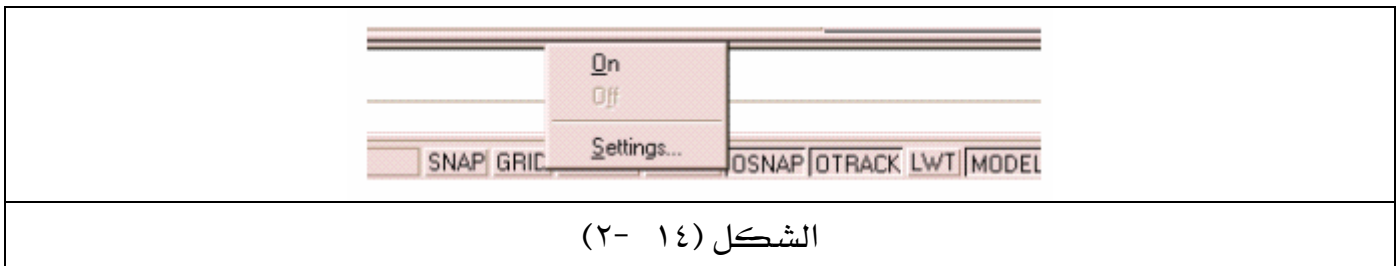 On
Off
Settings...
SNAP GRID OSNAP OTRACK LWT MODEL
الشكل (١٤ -٢)